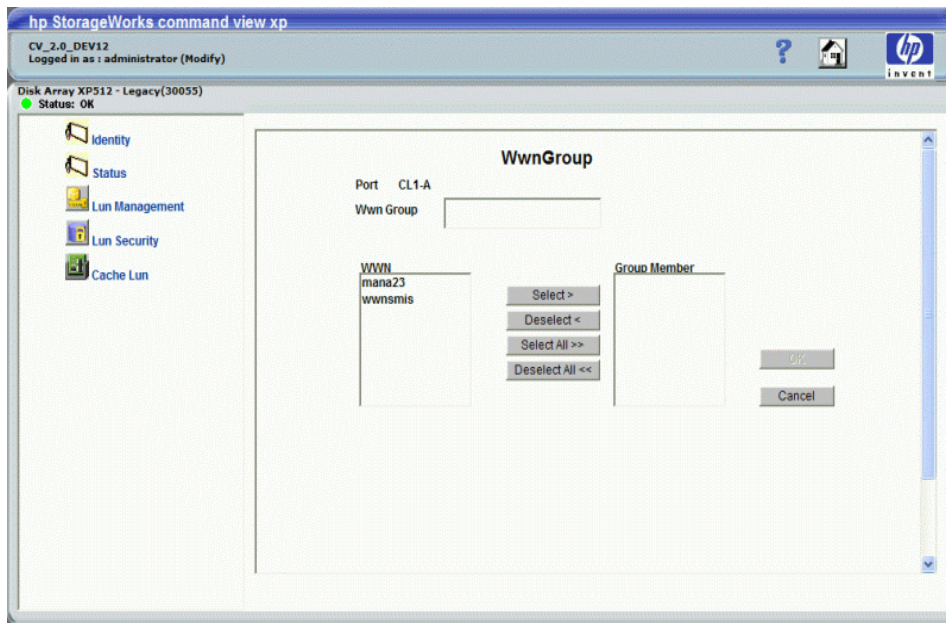 hp StorageWorks command view xp
CV_2.0_DEV12
Logged in as : administrator (Modify)
?
hp
invent
Disk Array XP512 - Legacy(30055)
Status: OK
Identity
Status
Lun Management
Lun Security
Cache Lun
WwnGroup
Port CL1-A
Wwn Group
WWN
mana23
wwnsmis
Select >
Deselect <
Select All >>
Deselect All <<
Group Member
OK
Cancel